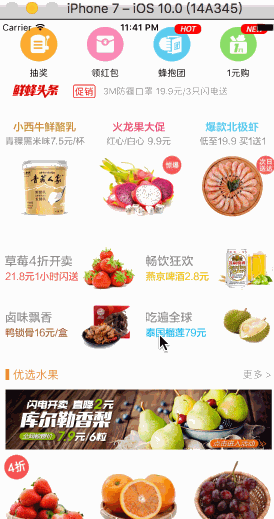 iPhone 7 – iOS 10.0 (14A345)
Carrier 11:41 PM
HOT
NEW
抽奖
领红包
蜂抱团
1元购
鲜蜂头条 促销 3M防霾口罩 19.9元/3只闪电送
小西牛鲜酪乳
青稞黑米味7.5元/杯
火龙果大促
红心/白心 9.9元
爆款北极虾
低至19.9 买1送1
惊爆
次日送达
草莓4折开卖
21.8元1小时闪送
畅饮狂欢
燕京啤酒2.8元
卤味飘香
鸭锁骨16元/盒
吃遍全球
泰国榴莲79元
优选水果
更多 >
闪电开卖 直降2元
库尔勒香梨
7.9元/6粒
点击进入活动
4折